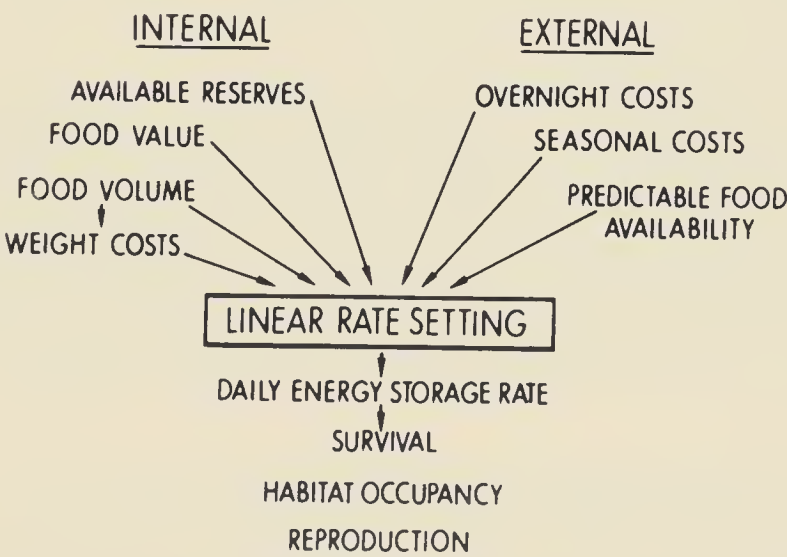 INTERNAL
AVAILABLE RESERVES
FOOD VALUE
FOOD VOLUME
WEIGHT COSTS
EXTERNAL
OVERNIGHT COSTS
SEASONAL COSTS
PREDICTABLE FOOD
AVAILABILITY
LINEAR RATE SETTING
DAILY ENERGY STORAGE RATE
SURVIVAL
HABITAT OCCUPANCY
REPRODUCTION